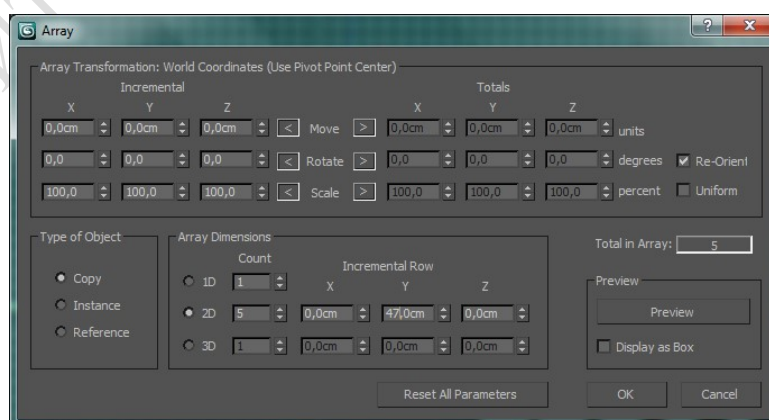 Array
?
x
Array Transformation: World Coordinates (Use Pivot Point Center)
Incremental Totals
X Y Z X Y Z
0,0cm 0,0cm 0,0cm < Move > 0,0cm 0,0cm 0,0cm units
0,0 0,0 0,0 < Rotate > 0,0 0,0 0,0 degrees Re-Orient
100,0 100,0 100,0 < Scale > 100,0 100,0 100,0 percent Uniform
Type of Object
Copy
Instance
Reference
Array Dimensions
Count
Incremental Row
1D 1 X Y Z
2D 5 0,0cm 47,0cm 0,0cm
3D 1 0,0cm 0,0cm 0,0cm
Total in Array: 5
Preview
Preview
Display as Box
Reset All Parameters OK Cancel